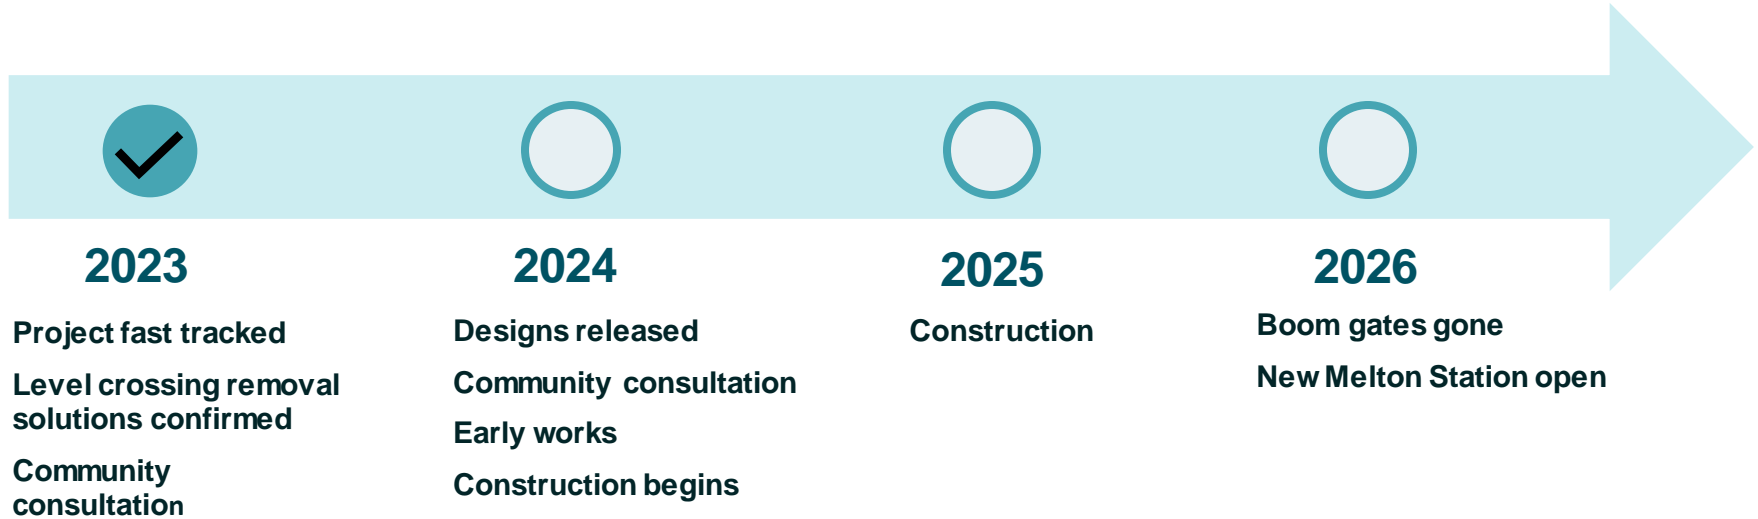 2023
Project fast tracked
Level crossing removal
solutions confirmed
Community
consultation
2024
Designs released
Community consultation
Early works
Construction begins
2025
Construction
2026
Boom gates gone
New Melton Station open